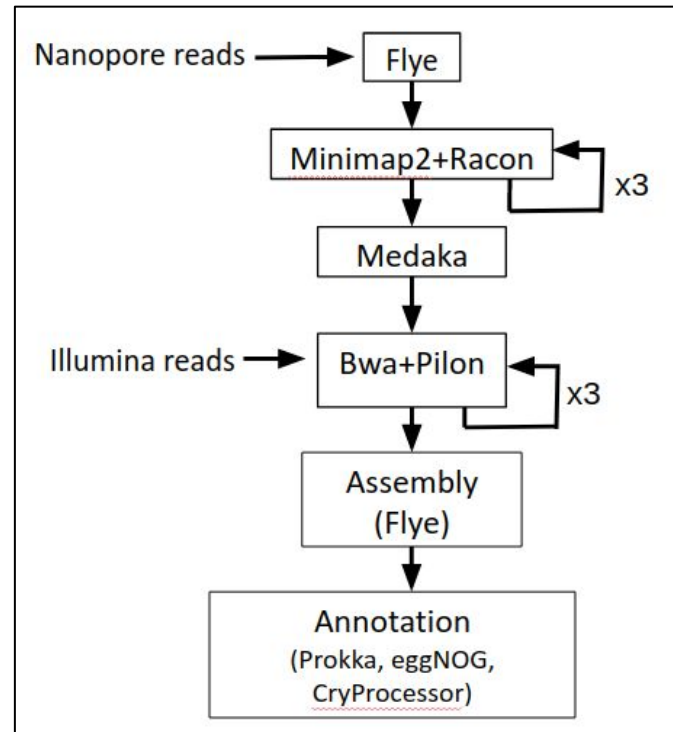 Nanopore reads
Flye
Minimap2+Racon
x3
Medaka
Illumina reads
Bwa+Pilon
x3
Assembly
(Flye)
Annotation
(Prokka, eggNOG,
CryProcessor)